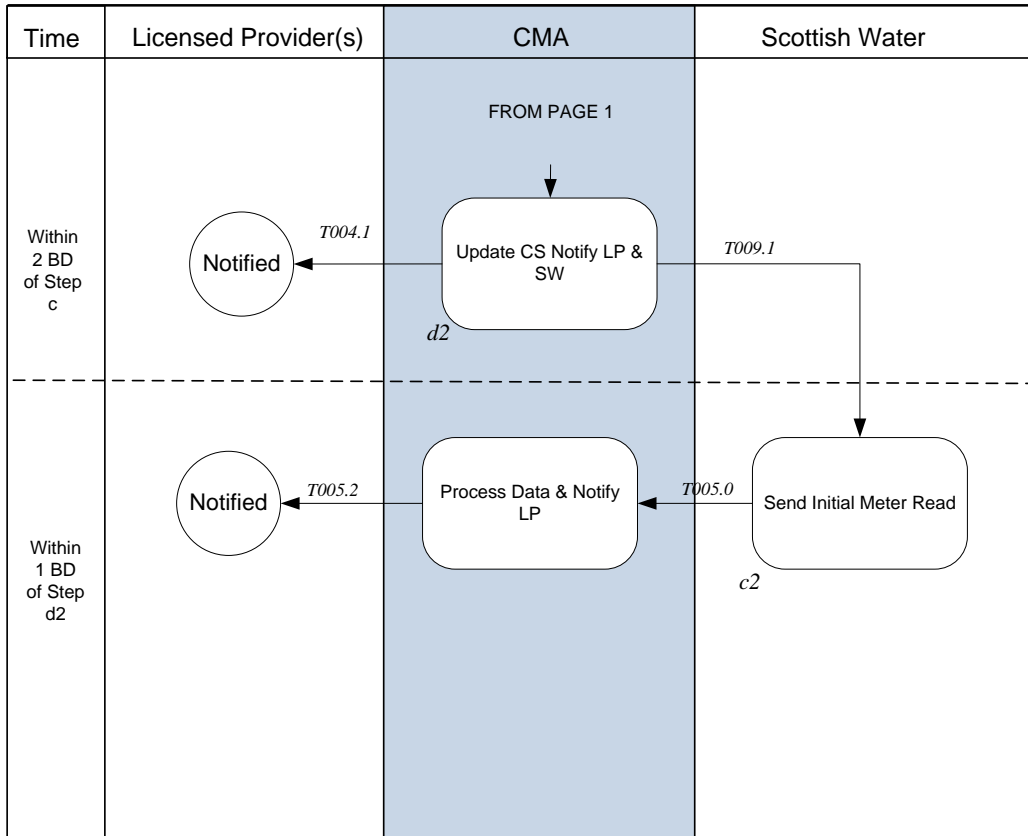 Time
Licensed Provider(s)
CMA
Scottish Water
FROM PAGE 1
Within
2 BD
of Step
c
Notified
T004.1
Update CS Notify LP &
SW
T009.1
d2
Within
1 BD
of Step
d2
Notified
T005.2
Process Data & Notify
LP
T005.0
Send Initial Meter Read
c2